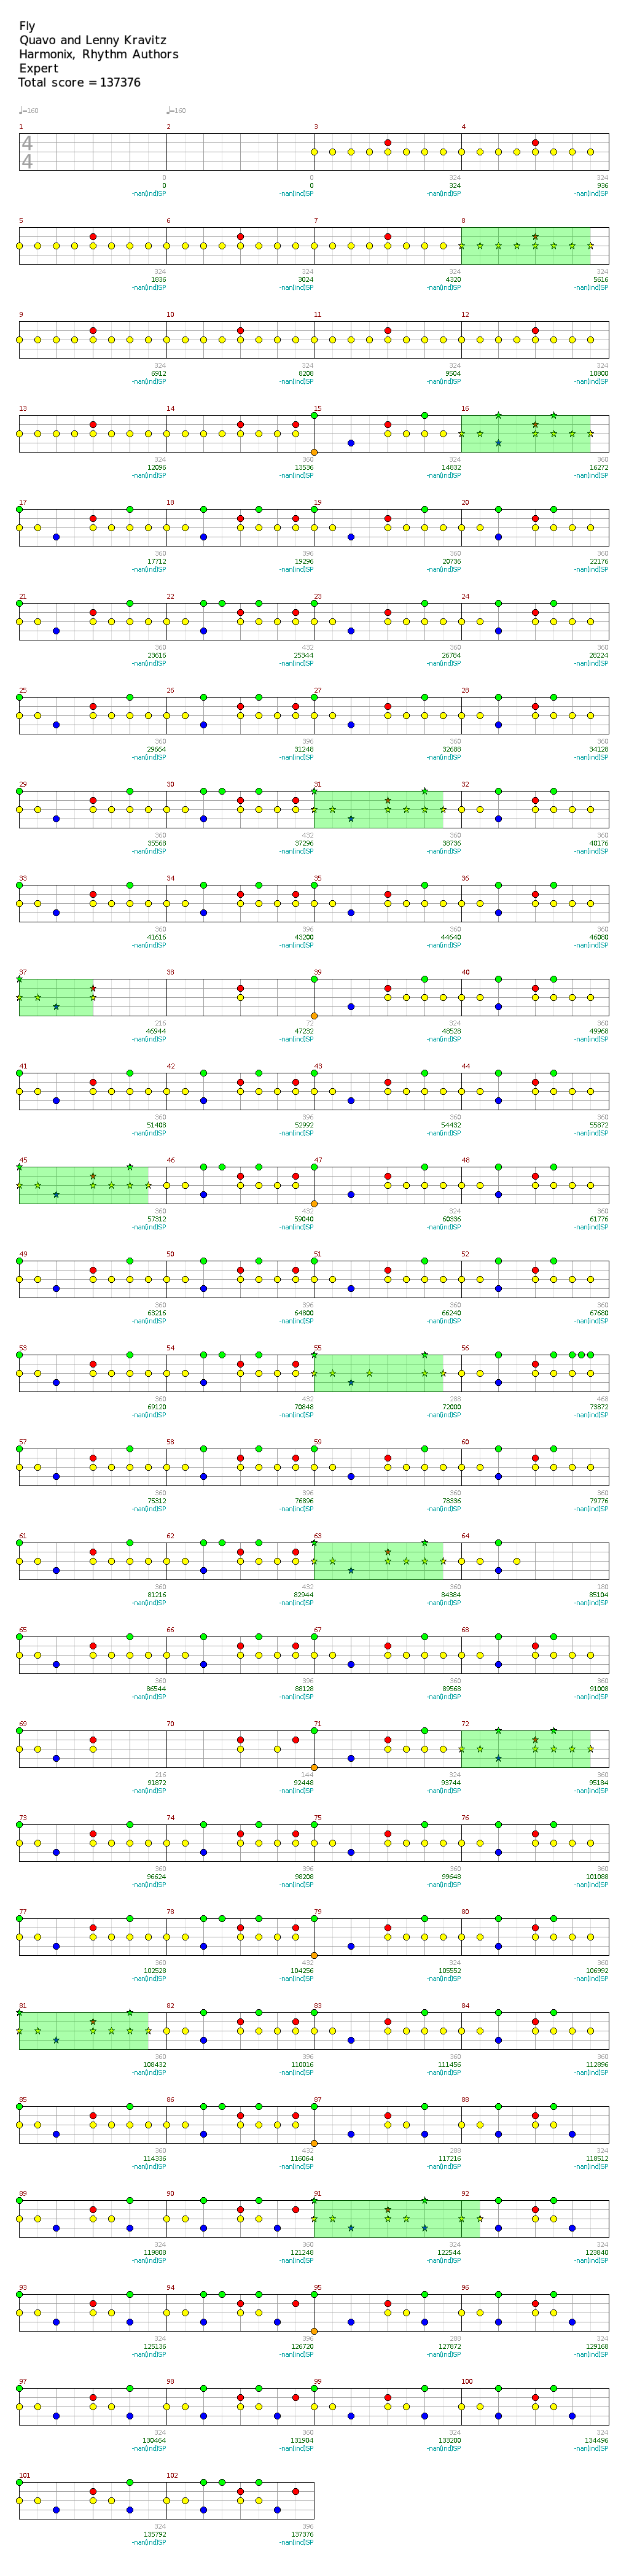 Fly
Quavo and Lenny Kravitz
Harmonix, Rhythm Authors
Expert
Total score = 137376
♩=160 ♩=160
1 2 3 4
4
4
0 0 324 324
0 0 324 936
-nan(ind)SP -nan(ind)SP -nan(ind)SP -nan(ind)SP
5 6 7 8
324 324 324 324
1836 3024 4320 5616
-nan(ind)SP -nan(ind)SP -nan(ind)SP -nan(ind)SP
9 10 11 12
324 324 324 324
6912 8208 9504 10800
-nan(ind)SP -nan(ind)SP -nan(ind)SP -nan(ind)SP
13 14 15 16
324 360 324 360
12096 13536 14832 16272
-nan(ind)SP -nan(ind)SP -nan(ind)SP -nan(ind)SP
17 18 19 20
360 396 360 360
17712 19296 20736 22176
-nan(ind)SP -nan(ind)SP -nan(ind)SP -nan(ind)SP
21 22 23 24
360 432 360 360
23616 25344 26784 28224
-nan(ind)SP -nan(ind)SP -nan(ind)SP -nan(ind)SP
25 26 27 28
360 396 360 360
29664 31248 32688 34128
-nan(ind)SP -nan(ind)SP -nan(ind)SP -nan(ind)SP
29 30 31 32
360 432 360 360
35568 37296 38736 40176
-nan(ind)SP -nan(ind)SP -nan(ind)SP -nan(ind)SP
33 34 35 36
360 396 360 360
41616 43200 44640 46080
-nan(ind)SP -nan(ind)SP -nan(ind)SP -nan(ind)SP
37 38 39 40
216 72 324 360
46944 47232 48528 49968
-nan(ind)SP -nan(ind)SP -nan(ind)SP -nan(ind)SP
41 42 43 44
360 396 360 360
51408 52992 54432 55872
-nan(ind)SP -nan(ind)SP -nan(ind)SP -nan(ind)SP
45 46 47 48
360 432 324 360
57312 59040 60336 61776
-nan(ind)SP -nan(ind)SP -nan(ind)SP -nan(ind)SP
49 50 51 52
360 396 360 360
63216 64800 66240 67680
-nan(ind)SP -nan(ind)SP -nan(ind)SP -nan(ind)SP
53 54 55 56
360 432 288 468
69120 70848 72000 73872
-nan(ind)SP -nan(ind)SP -nan(ind)SP -nan(ind)SP
57 58 59 60
360 396 360 360
75312 76896 78336 79776
-nan(ind)SP -nan(ind)SP -nan(ind)SP -nan(ind)SP
61 62 63 64
360 432 360 180
81216 82944 84384 85104
-nan(ind)SP -nan(ind)SP -nan(ind)SP -nan(ind)SP
65 66 67 68
360 396 360 360
86544 88128 89568 91008
-nan(ind)SP -nan(ind)SP -nan(ind)SP -nan(ind)SP
69 70 71 72
216 144 324 360
91872 92448 93744 95184
-nan(ind)SP -nan(ind)SP -nan(ind)SP -nan(ind)SP
73 74 75 76
360 396 360 360
96624 98208 99648 101088
-nan(ind)SP -nan(ind)SP -nan(ind)SP -nan(ind)SP
77 78 79 80
360 432 324 360
102528 104256 105552 106992
-nan(ind)SP -nan(ind)SP -nan(ind)SP -nan(ind)SP
81 82 83 84
360 396 360 360
108432 110016 111456 112896
-nan(ind)SP -nan(ind)SP -nan(ind)SP -nan(ind)SP
85 86 87 88
360 432 288 324
114336 116064 117216 118512
-nan(ind)SP -nan(ind)SP -nan(ind)SP -nan(ind)SP
89 90 91 92
324 360 324 324
119808 121248 122544 123840
-nan(ind)SP -nan(ind)SP -nan(ind)SP -nan(ind)SP
93 94 95 96
324 396 288 324
125136 126720 127872 129168
-nan(ind)SP -nan(ind)SP -nan(ind)SP -nan(ind)SP
97 98 99 100
324 360 324 324
130464 131904 133200 134496
-nan(ind)SP -nan(ind)SP -nan(ind)SP -nan(ind)SP
101 102
324 396
135792 137376
-nan(ind)SP -nan(ind)SP